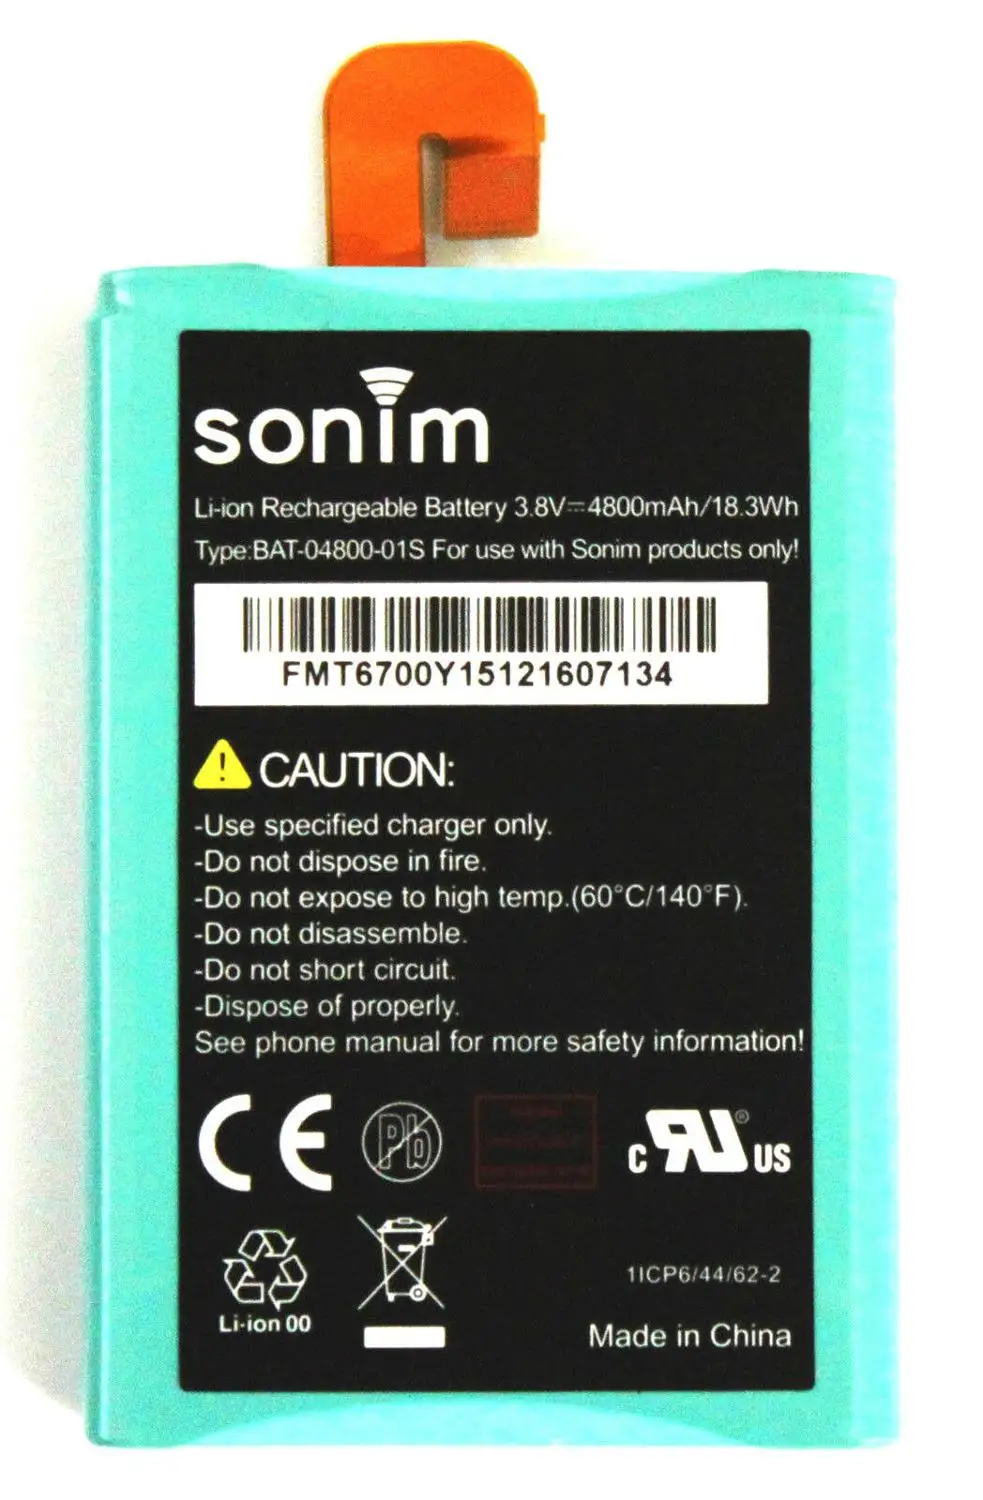 sonim
Li-ion Rechargeable Battery 3.8V⎓4800mAh/18.3Wh
Type:BAT-04800-01S For use with Sonim products only!
FMT6700Y15121607134
CAUTION:
-Use specified charger only.
-Do not dispose in fire.
-Do not expose to high temp.(60°C/140°F).
-Do not disassemble.
-Do not short circuit.
-Dispose of properly.
See phone manual for more safety information!
CE Pb c RU® US
Li-ion 00
1ICP6/44/62-2
Made in China